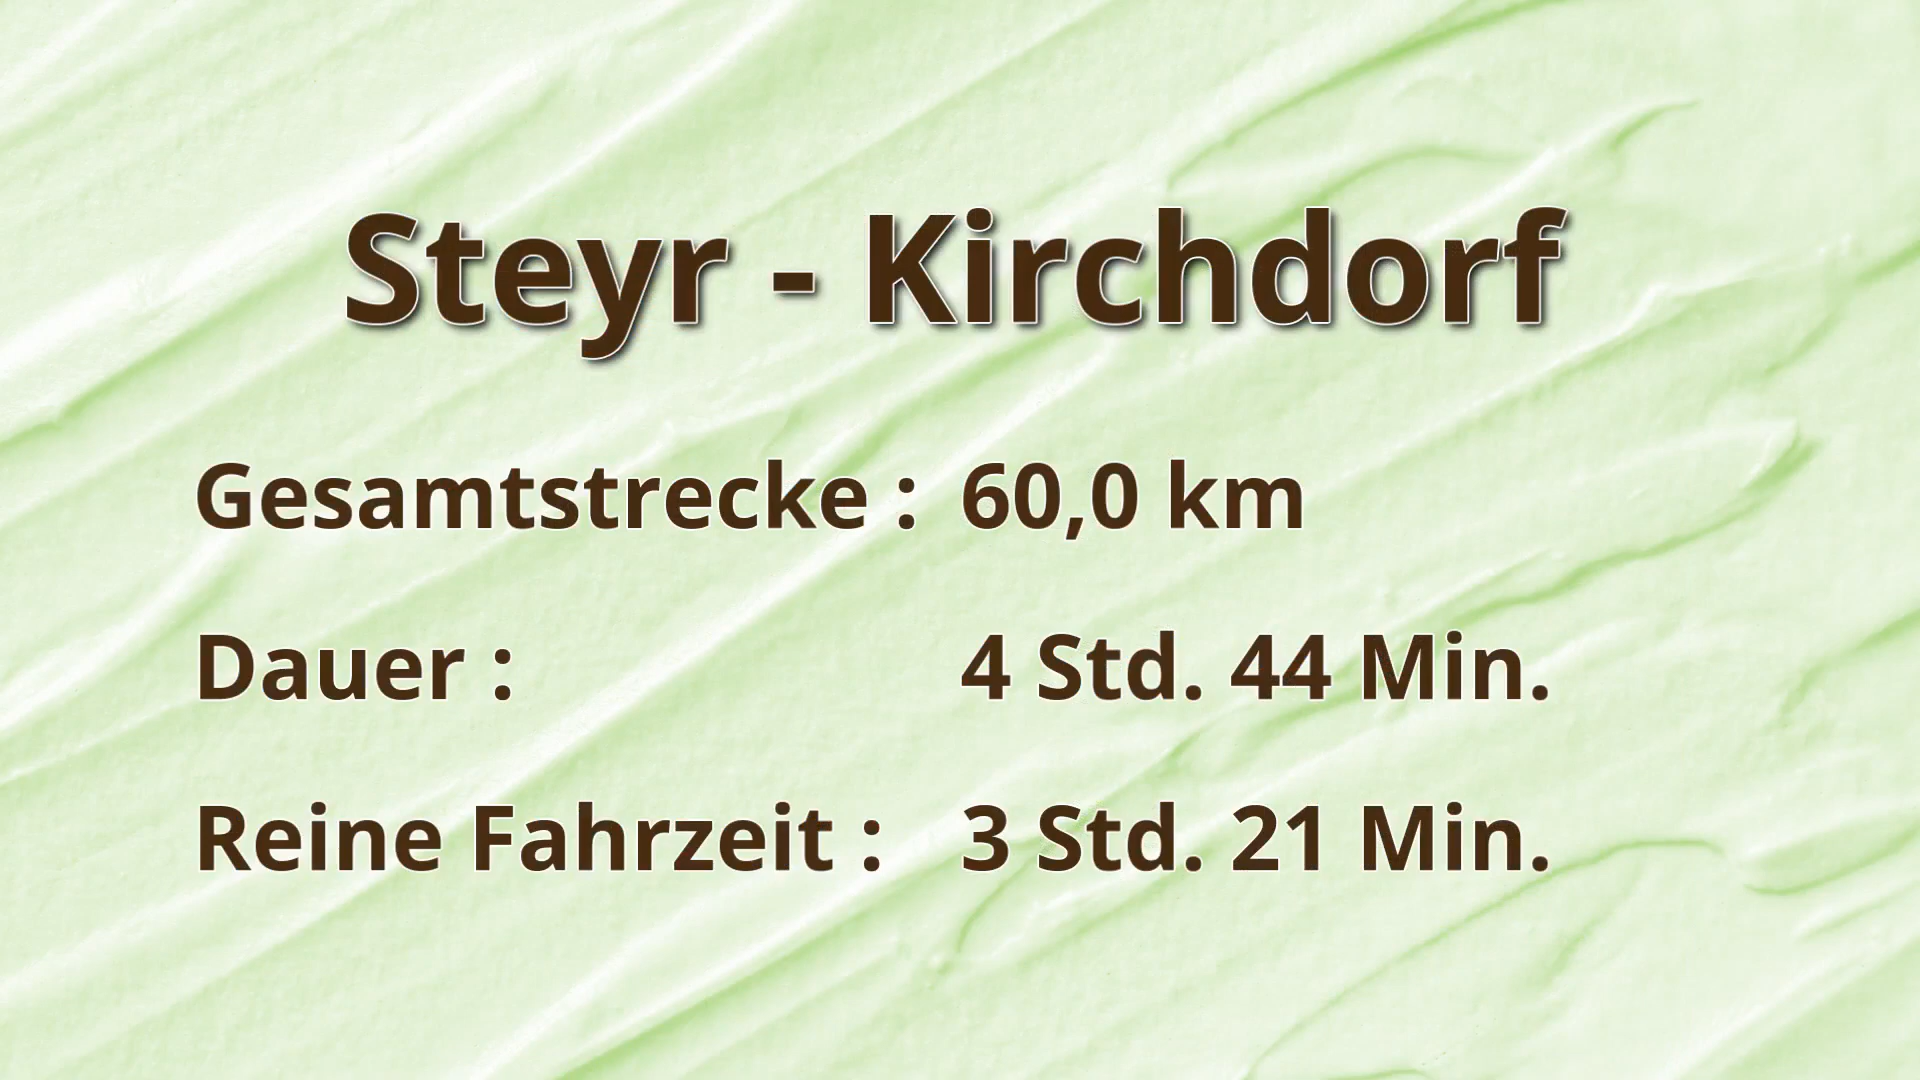 Steyr - Kirchdorf
Gesamtstrecke : 60,0 km
Dauer : 4 Std. 44 Min.
Reine Fahrzeit : 3 Std. 21 Min.